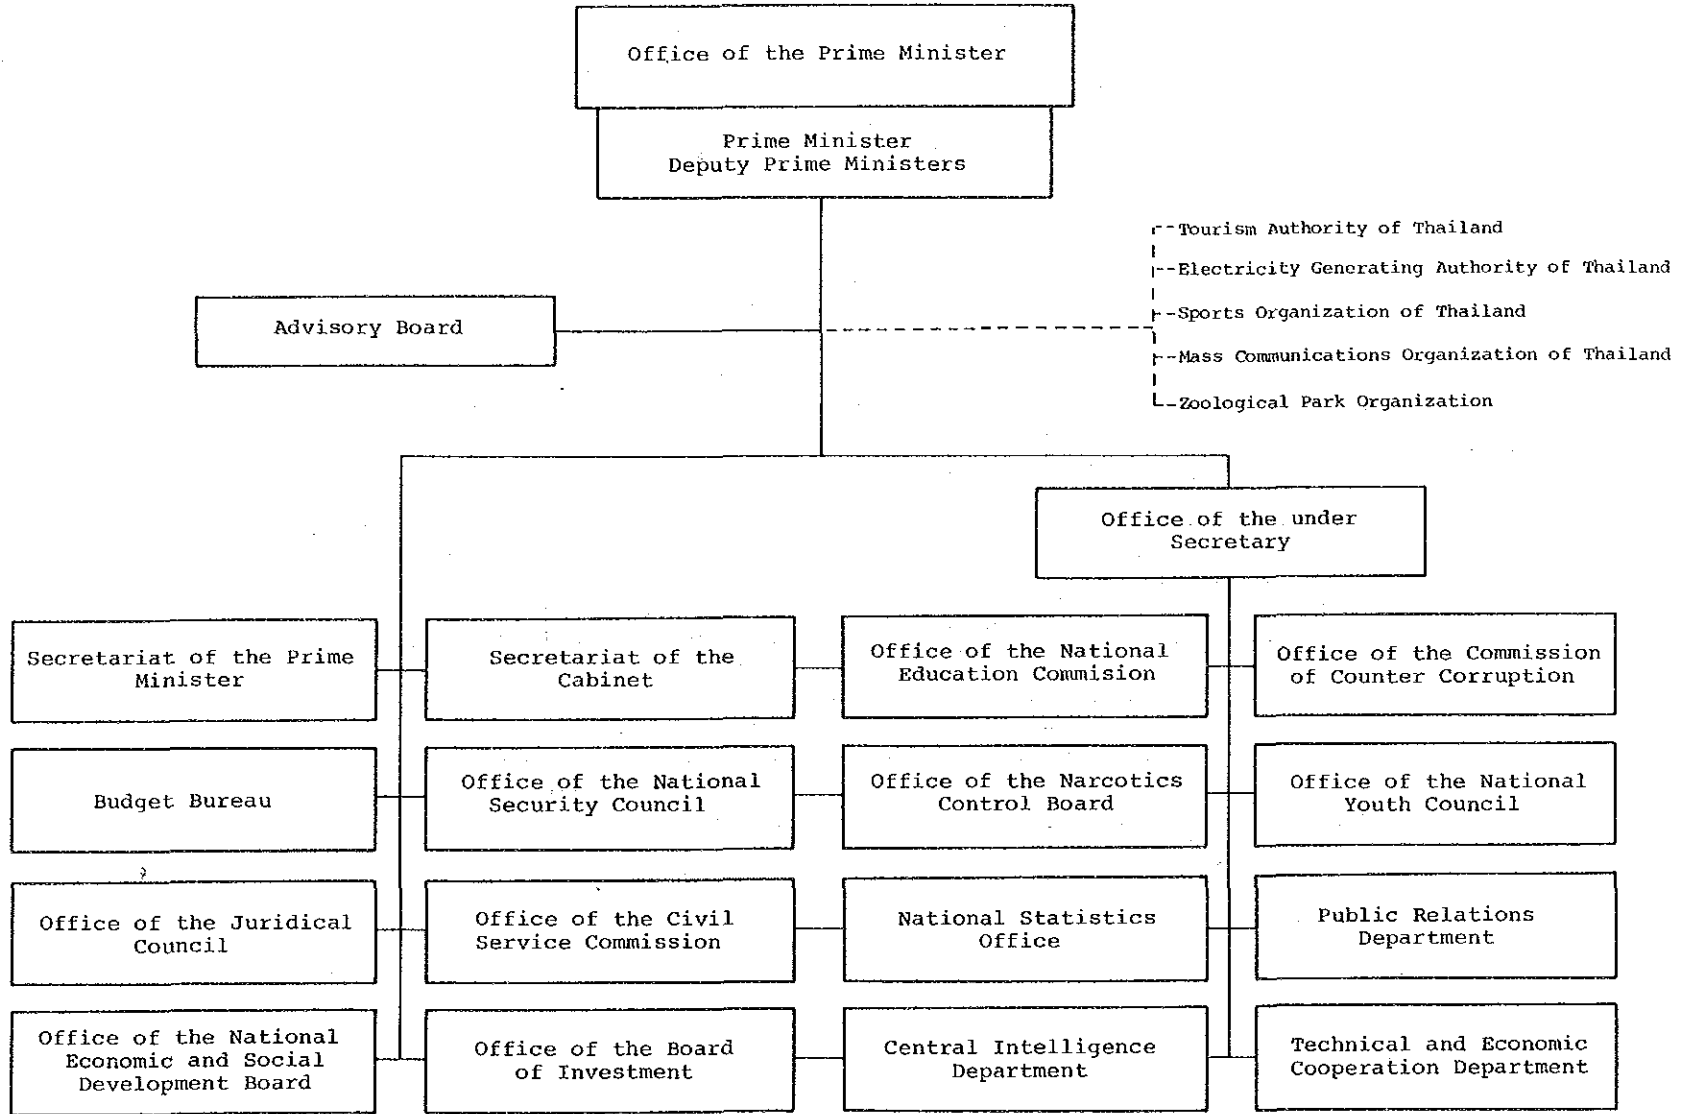 Office of the Prime Minister
Prime Minister
Deputy Prime Ministers
Tourism Authority of Thailand
Electricity Generating Authority of Thailand
Sports Organization of Thailand
Mass Communications Organization of Thailand
Zoological Park Organization
Advisory Board
Office of the under
Secretary
Secretariat of the Prime
Minister
Secretariat of the
Cabinet
Office of the National
Education Commision
Office of the Commission
of Counter Corruption
Budget Bureau
Office of the National
Security Council
Office of the Narcotics
Control Board
Office of the National
Youth Council
Office of the Juridical
Council
Office of the Civil
Service Commission
National Statistics
Office
Public Relations
Department
Office of the National
Economic and Social
Development Board
Office of the Board
of Investment
Central Intelligence
Department
Technical and Economic
Cooperation Department